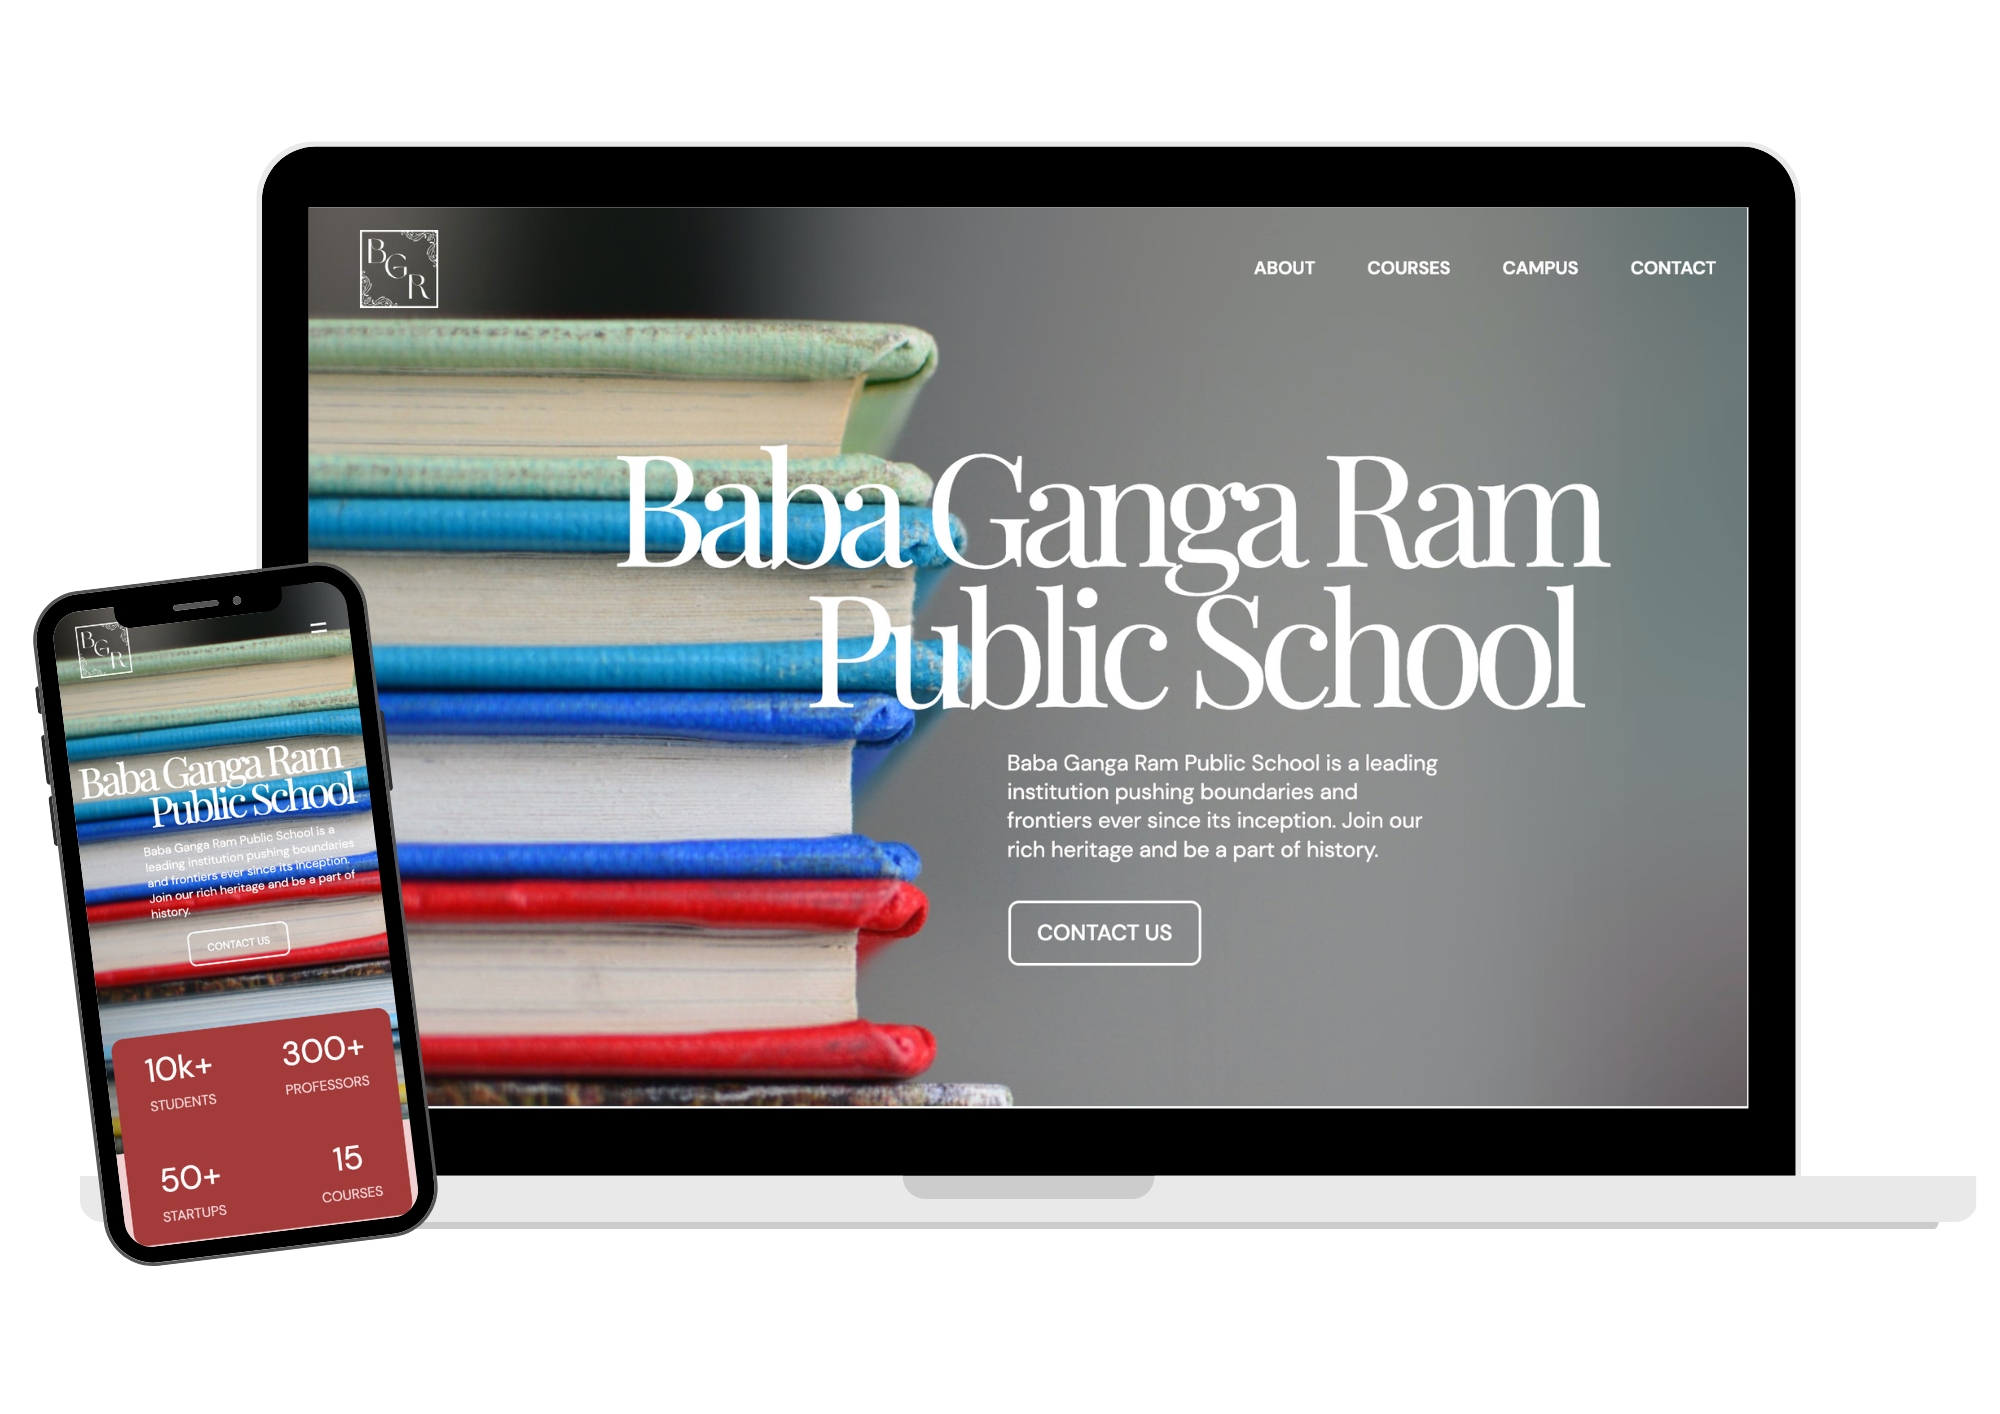 B
G
R
ABOUT COURSES CAMPUS CONTACT
Baba Ganga Ram
Public School
Baba Ganga Ram Public School is a leading
institution pushing boundaries and
frontiers ever since its inception. Join our
rich heritage and be a part of history.
CONTACT US
B
G
R
Baba Ganga Ram
Public School
Baba Ganga Ram Public School is a
leading institution pushing boundaries
and frontiers ever since its inception.
Join our rich heritage and be a part of
history.
CONTACT US
10k+ 300+
STUDENTS PROFESSORS
50+ 15
STARTUPS COURSES